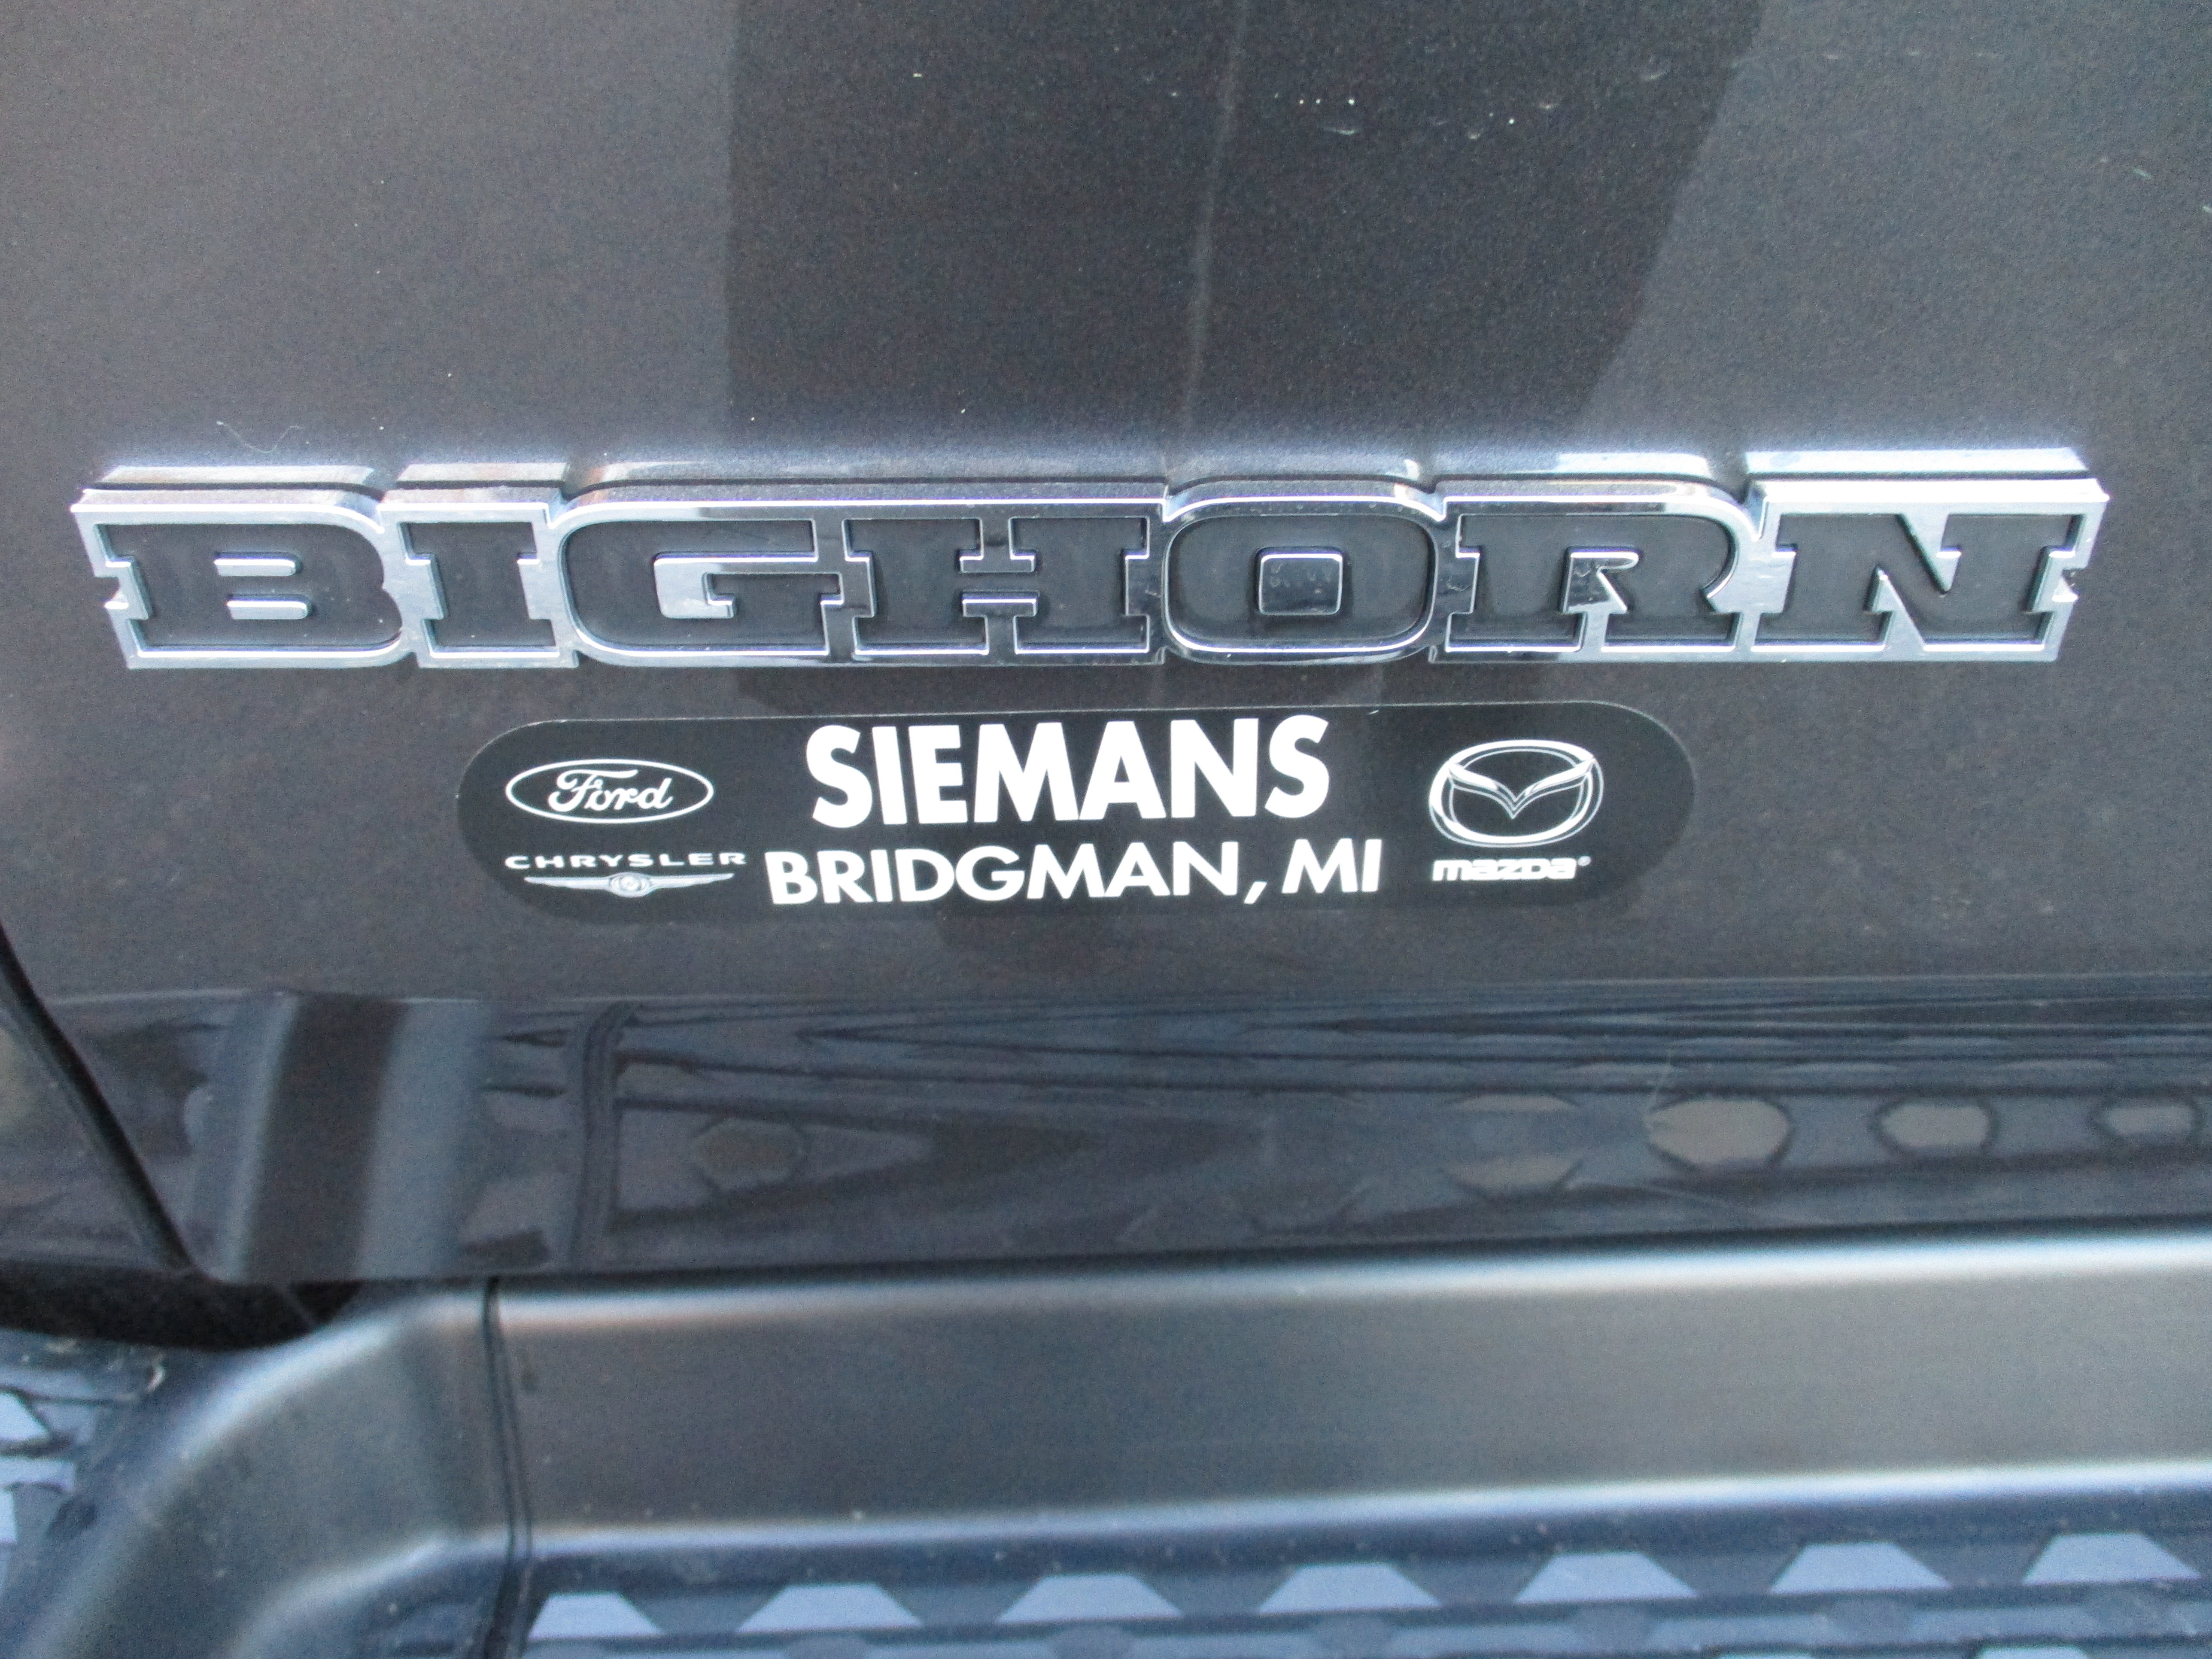 BIGHORN
Ford
SIEMANS
CHRYSLER
BRIDGMAN, MI
mazda®